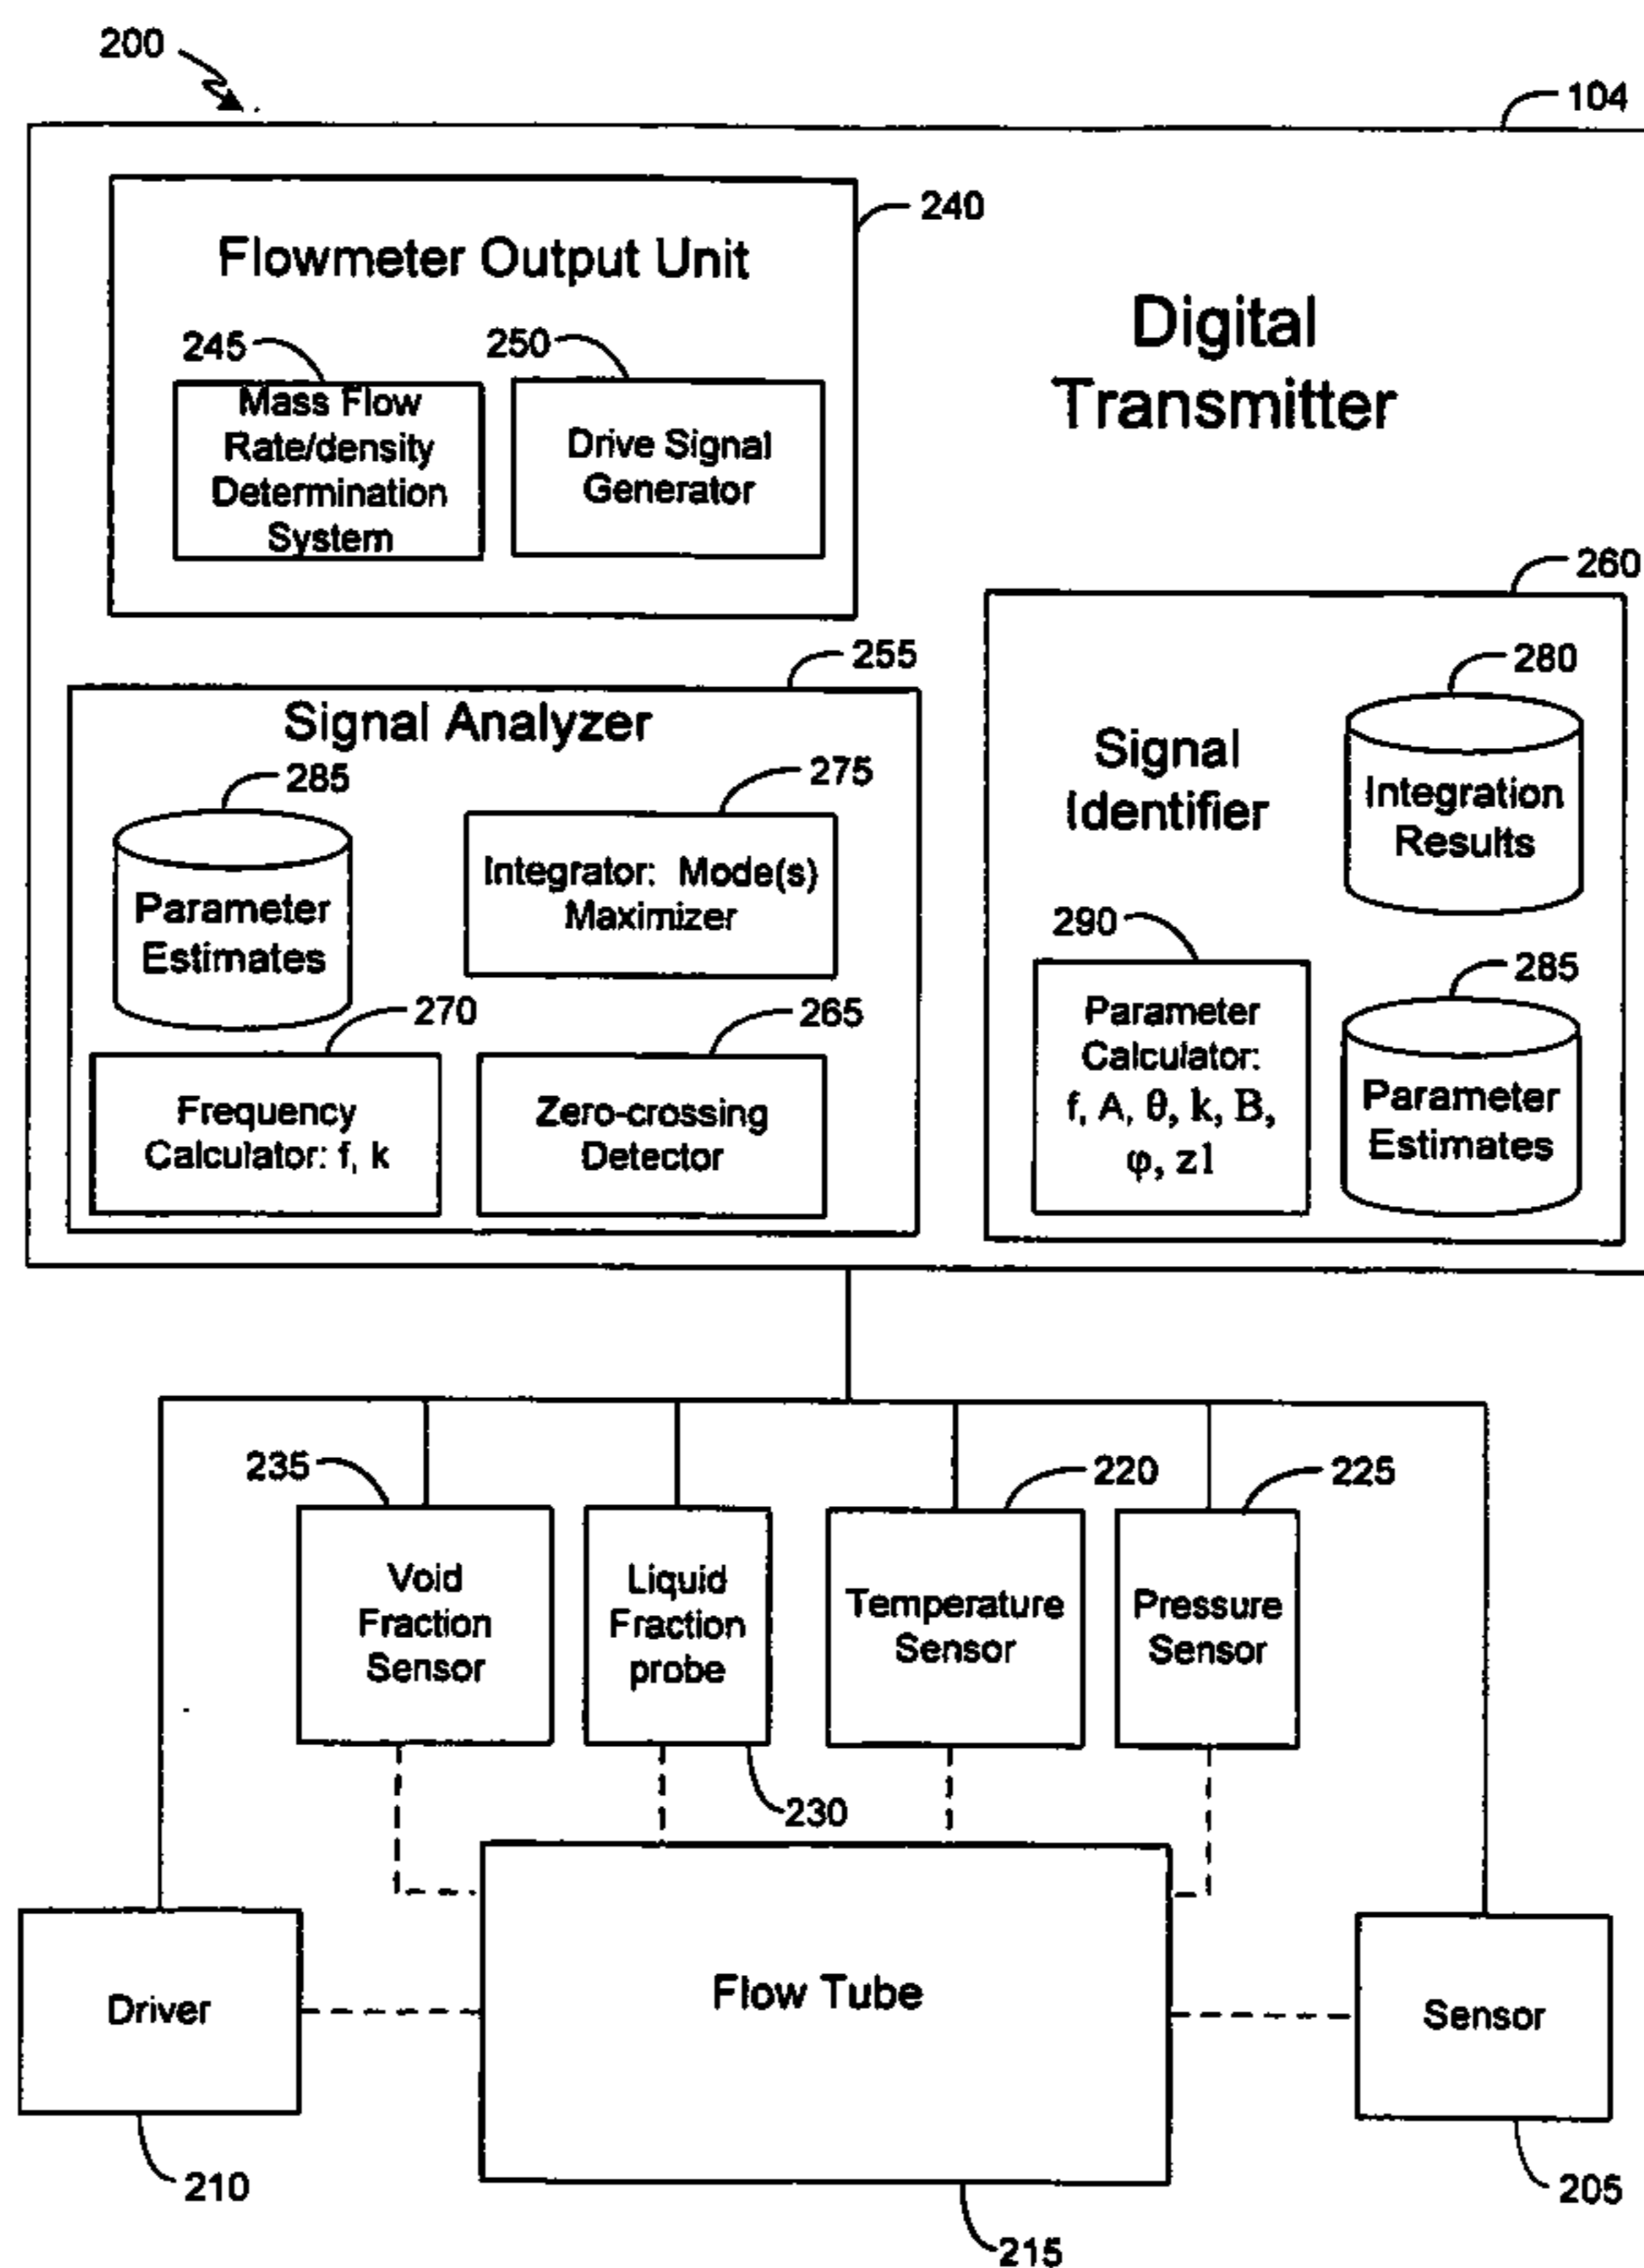 200
104
240
Flowmeter Output Unit
245
250
Mass Flow
Rate/density
Determination
System
Drive Signal
Generator
Digital
Transmitter
260
255
Signal Analyzer
285
275
Parameter
Estimates
Integrator: Mode(s)
Maximizer
270
265
Frequency
Calculator: f, k
Zero-crossing
Detector
280
Signal
Identifier
Integration
Results
290
285
Parameter
Calculator:
f, A, θ, k, B,
φ, z1
Parameter
Estimates
235
220
225
Void
Fraction
Sensor
Liquid
Fraction
probe
Temperature
Sensor
Pressure
Sensor
230
Driver
Flow Tube
Sensor
210
205
215